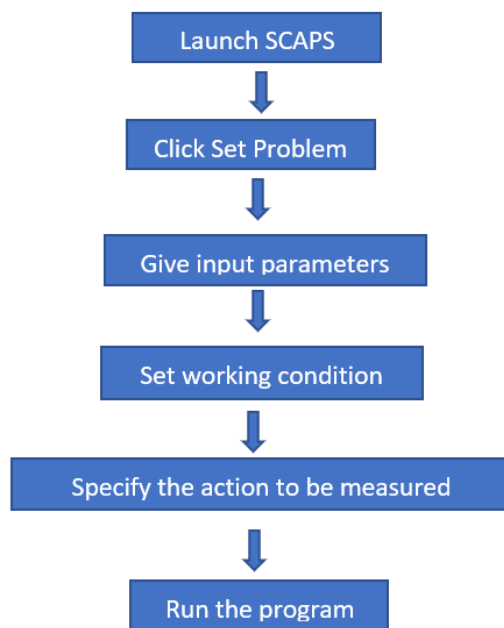 Launch SCAPS
Click Set Problem
Give input parameters
Set working condition
Specify the action to be measured
Run the program